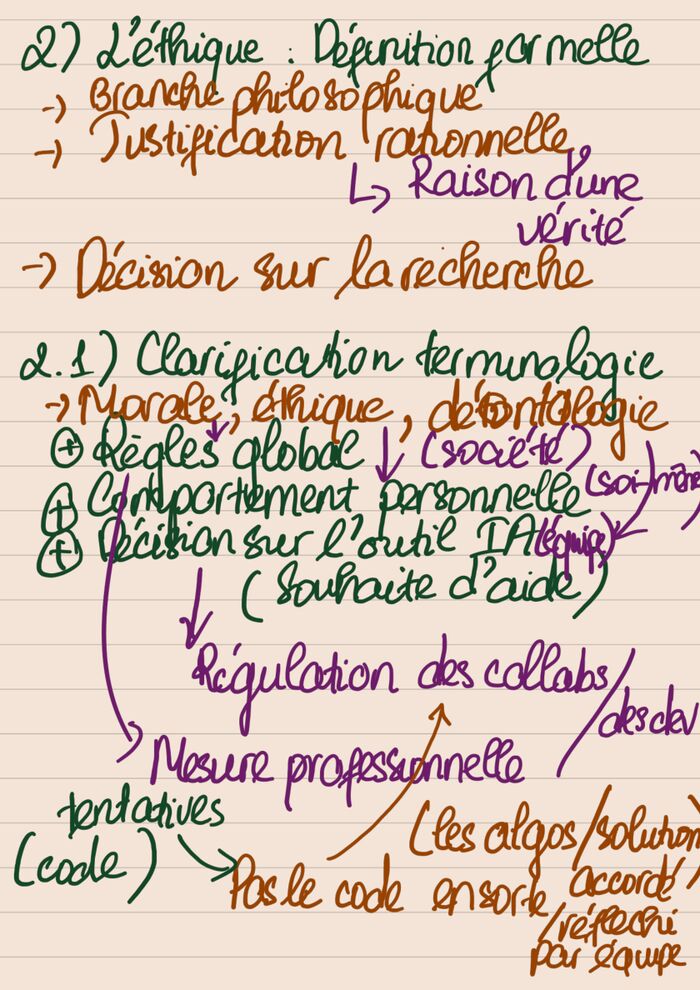 2) L'éthique : Définition formelle
-> Branche philosophique
-> Justification rationnelle
↳ Raison d'une
vérité
-> Décision sur la recherche
2.1) Clarification terminologie
-> Morale, éthique, déontologie
⊕ Règles global (société)
⊕ Comportement personnelle (soi-même)
⊕ Décision sur l'outil IA (équipe)
(souhaite d'aide)
Régulation des collabs/
des dev
Mesure professionnelle
tentatives
(code)
(les algos/solution
Pas le code en sorte accordé/
/réflechi
par équipe